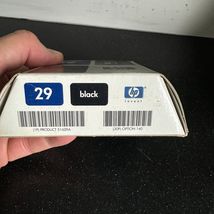 29 black hp
invent
(1P) PRODUCT 51629A (30P) OPTION 140